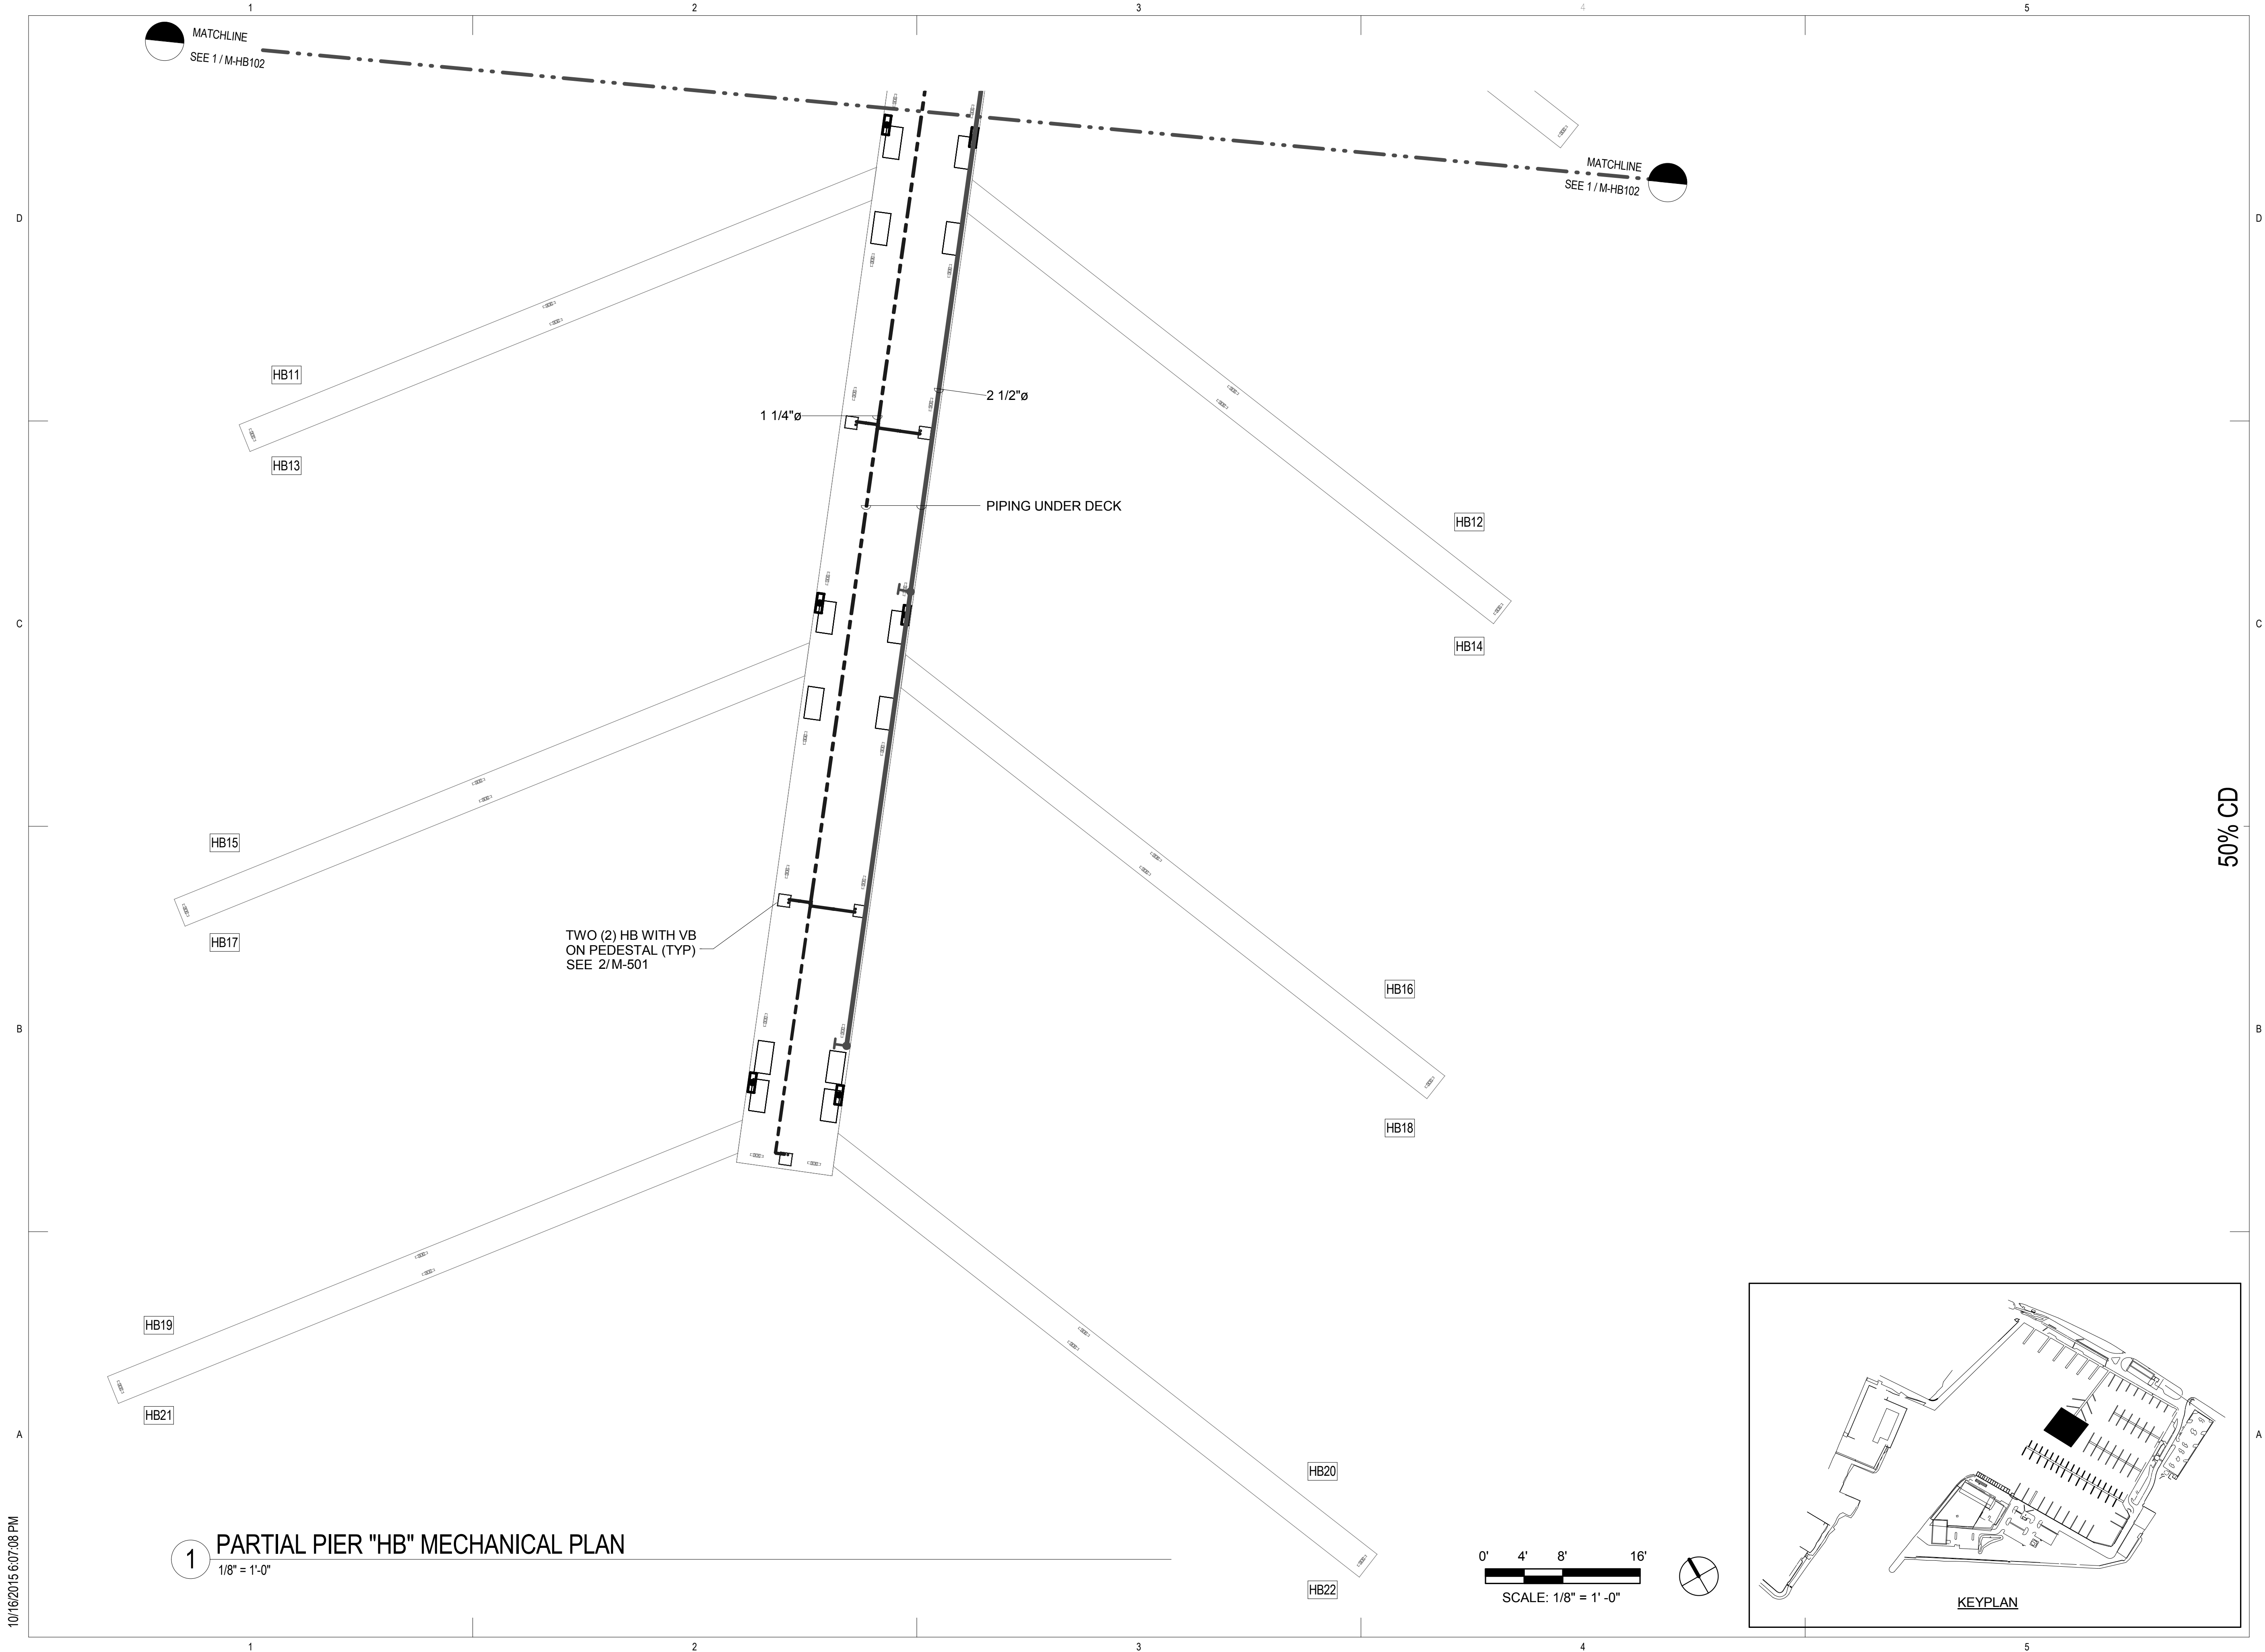 1 2 3 4 5
MATCHLINE
SEE 1 / M-HB102
MATCHLINE
SEE 1 / M-HB102
D D
HB11
2 1/2"ø
1 1/4"ø
HB13
PIPING UNDER DECK
HB12
C C
HB14
50% CD
HB15
TWO (2) HB WITH VB
ON PEDESTAL (TYP)
SEE 2/M-501
HB17
HB16
B B
HB18
HB19
HB21
A A
HB20
HB22
1
PARTIAL PIER "HB" MECHANICAL PLAN
1/8" = 1'-0"
0' 4' 8' 16'
SCALE: 1/8" = 1' -0"
KEYPLAN
10/16/2015 6:07:08 PM
1 2 3 4 5